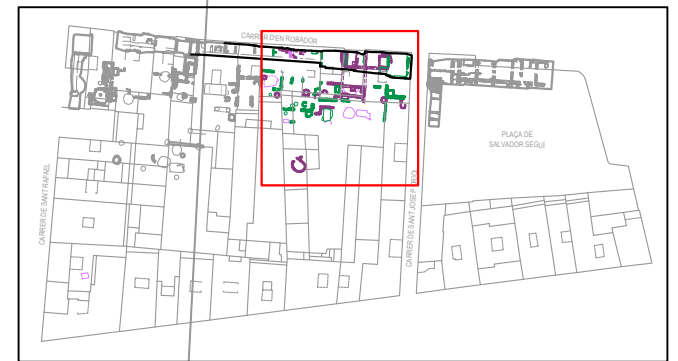 CARRER D'EN ROBADOR
PLAÇA DE
SALVADOR SEGUÍ
CARRER DE SANT RAFAEL
CARRER DE SANT JOSEP ORIOL